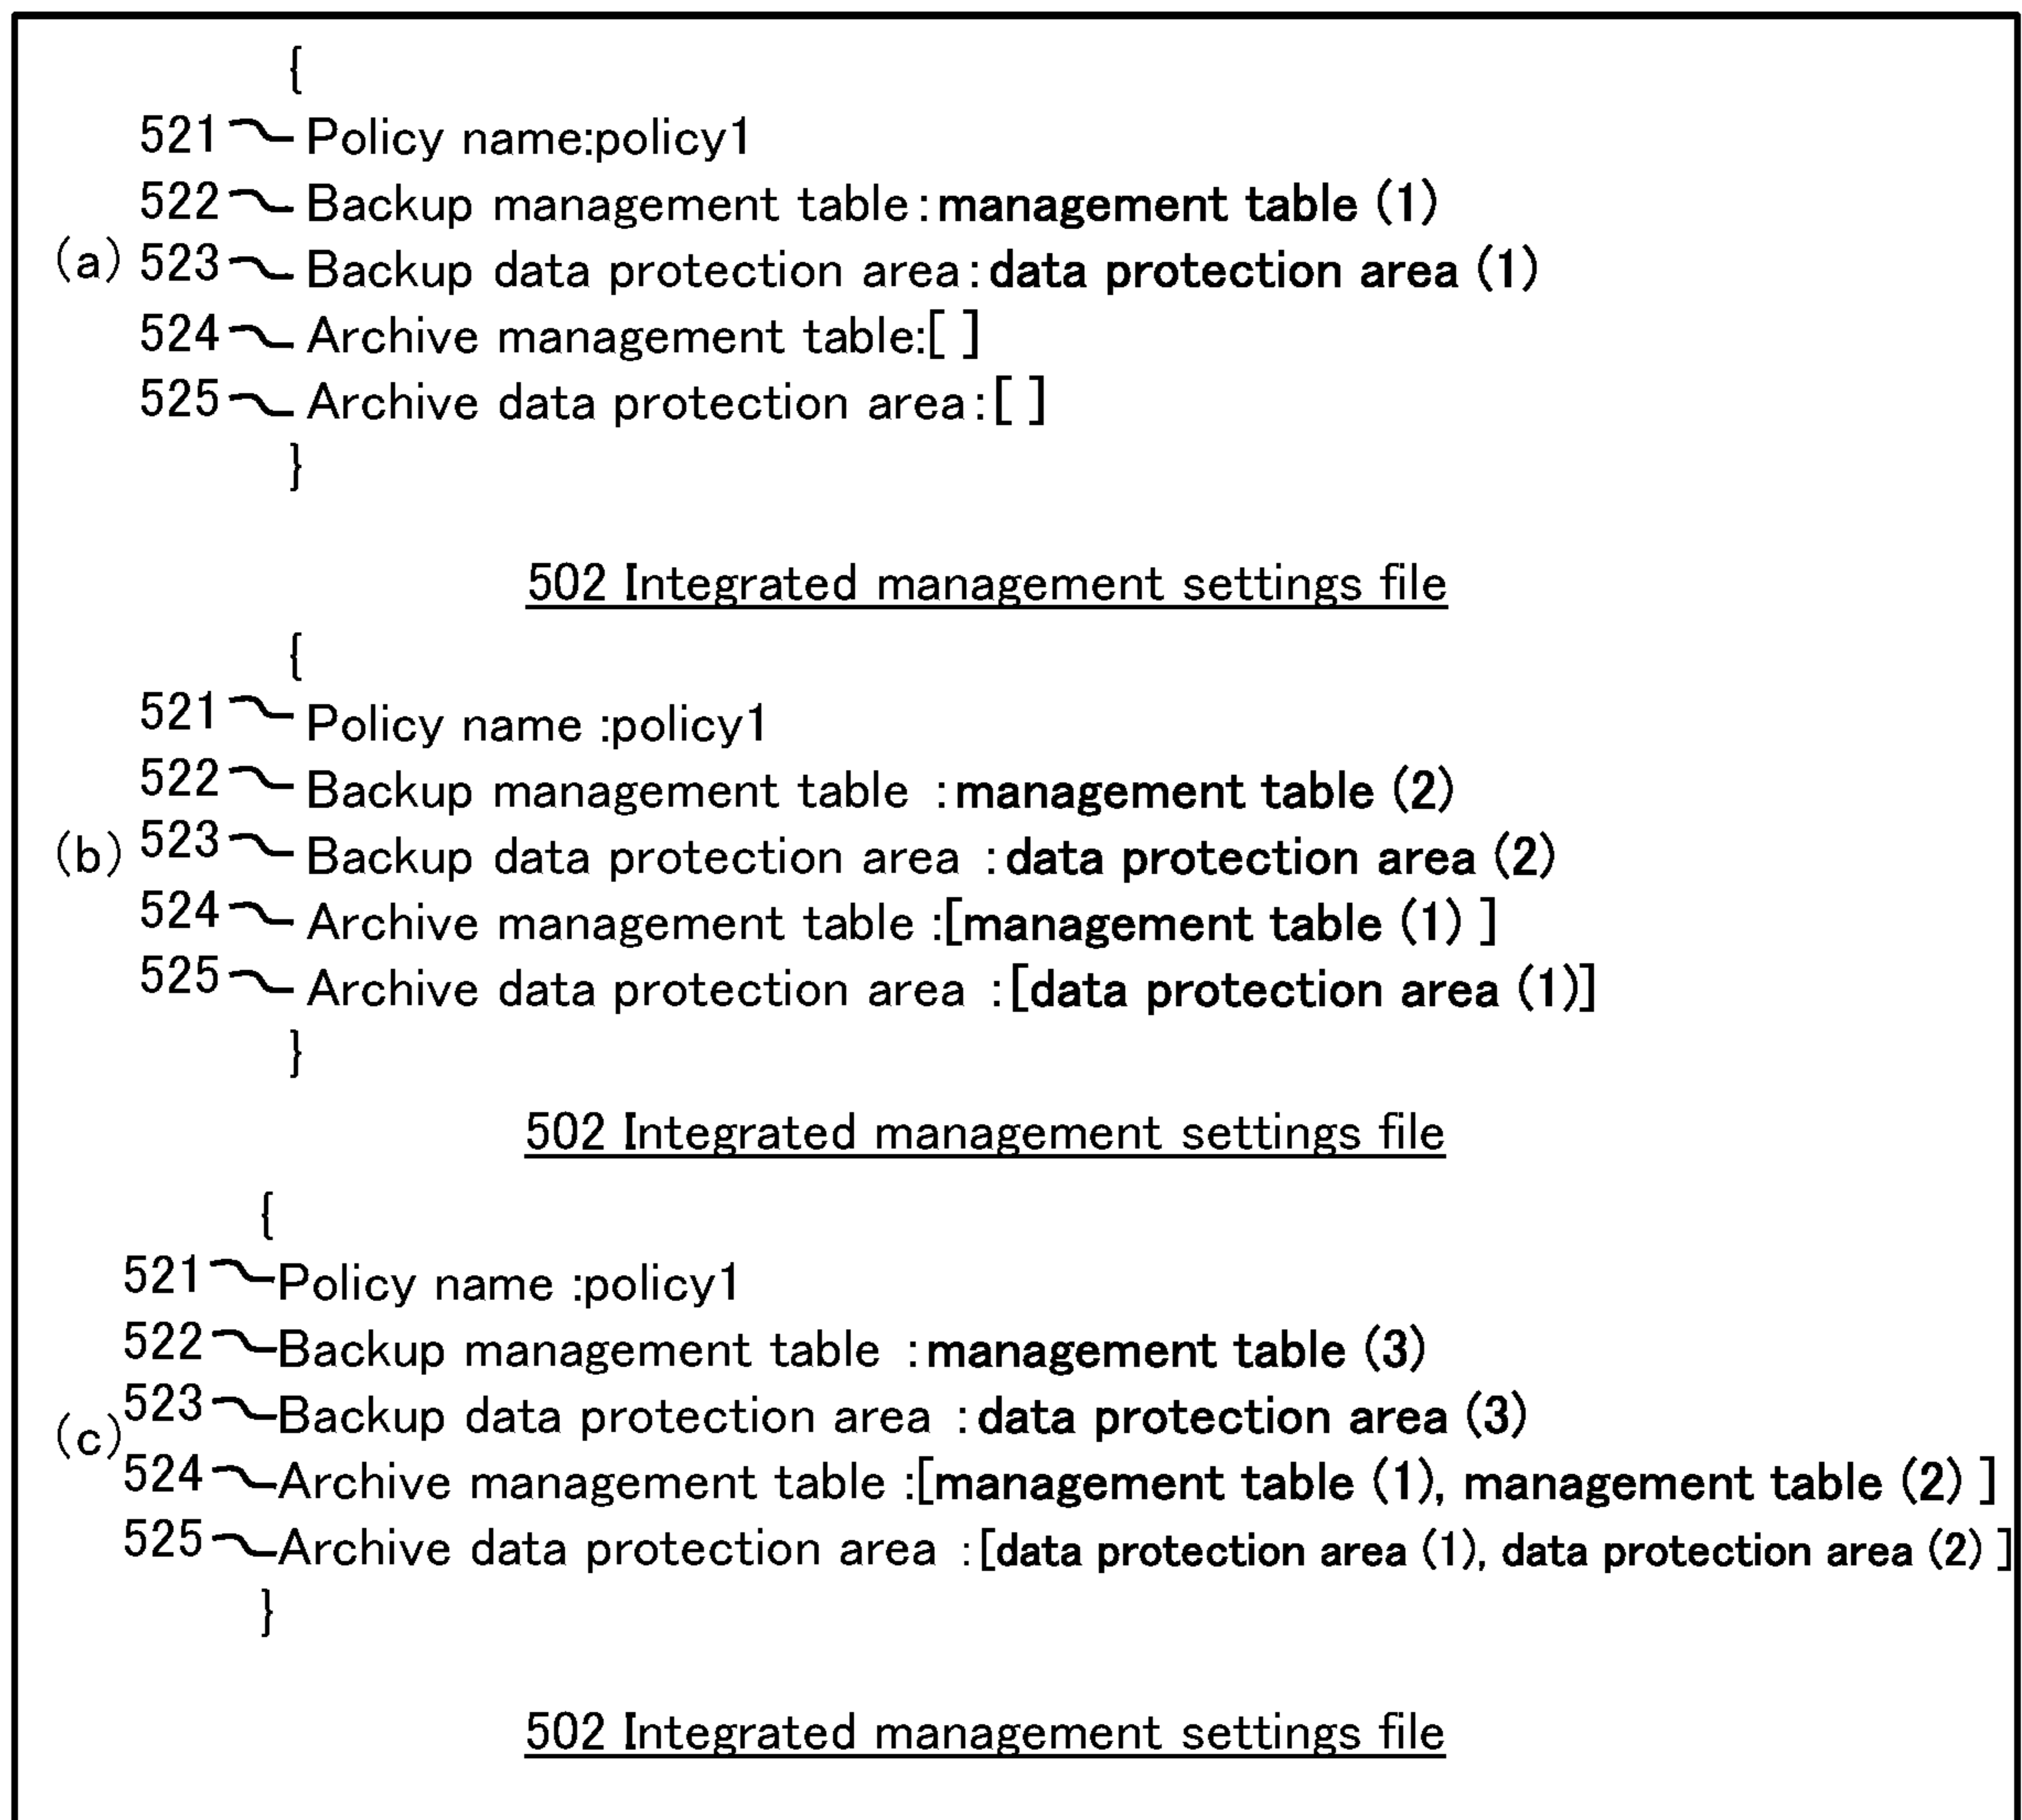 {
521 Policy name:policy1
522 Backup management table:management table (1)
(a) 523 Backup data protection area:data protection area (1)
524 Archive management table:[ ]
525 Archive data protection area:[ ]
}
502 Integrated management settings file
{
521 Policy name :policy1
522 Backup management table :management table (2)
(b) 523 Backup data protection area :data protection area (2)
524 Archive management table :[management table (1) ]
525 Archive data protection area :[data protection area (1)]
}
502 Integrated management settings file
{
521 Policy name :policy1
522 Backup management table :management table (3)
(c) 523 Backup data protection area :data protection area (3)
524 Archive management table :[management table (1), management table (2) ]
525 Archive data protection area :[data protection area (1), data protection area (2) ]
}
502 Integrated management settings file